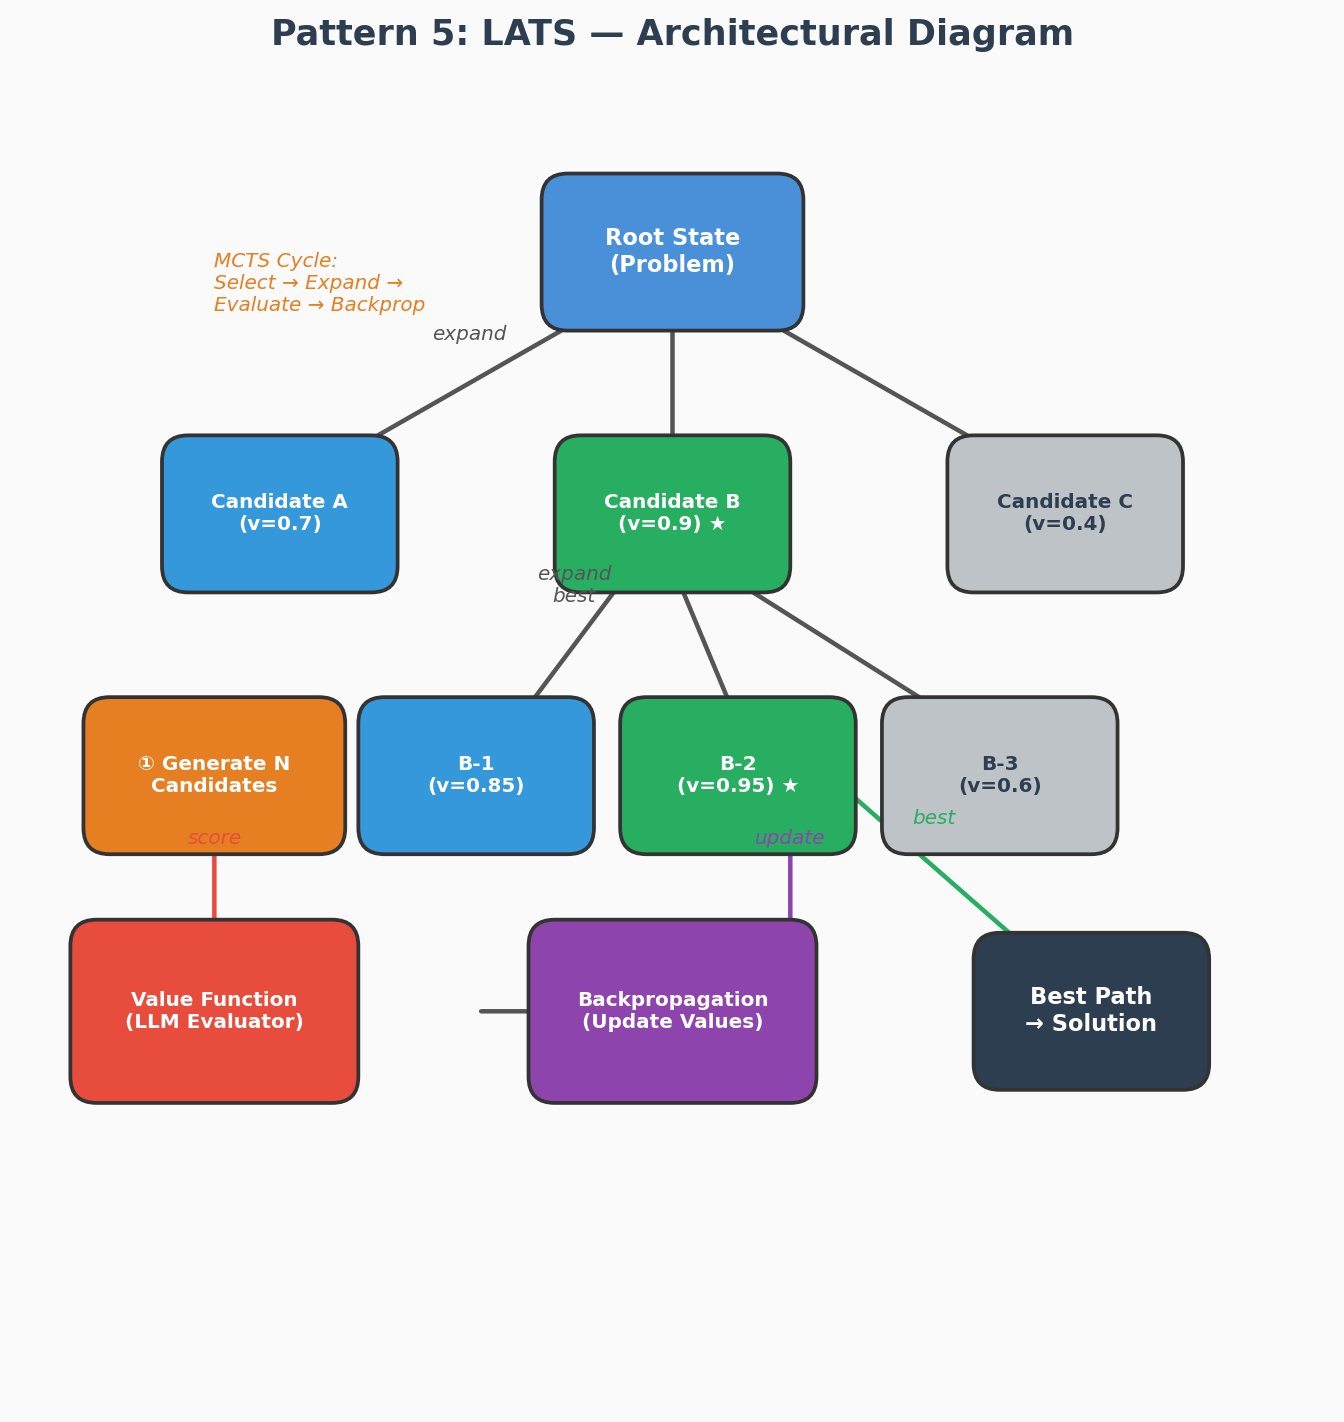 Pattern 5: LATS — Architectural Diagram
Root State
(Problem)
MCTS Cycle:
Select → Expand →
Evaluate → Backprop
expand
Candidate A
(v=0.7)
Candidate B
(v=0.9) ★
Candidate C
(v=0.4)
expand
best
① Generate N
Candidates
B-1
(v=0.85)
B-2
(v=0.95) ★
B-3
(v=0.6)
score
update
best
Value Function
(LLM Evaluator)
Backpropagation
(Update Values)
Best Path
→ Solution